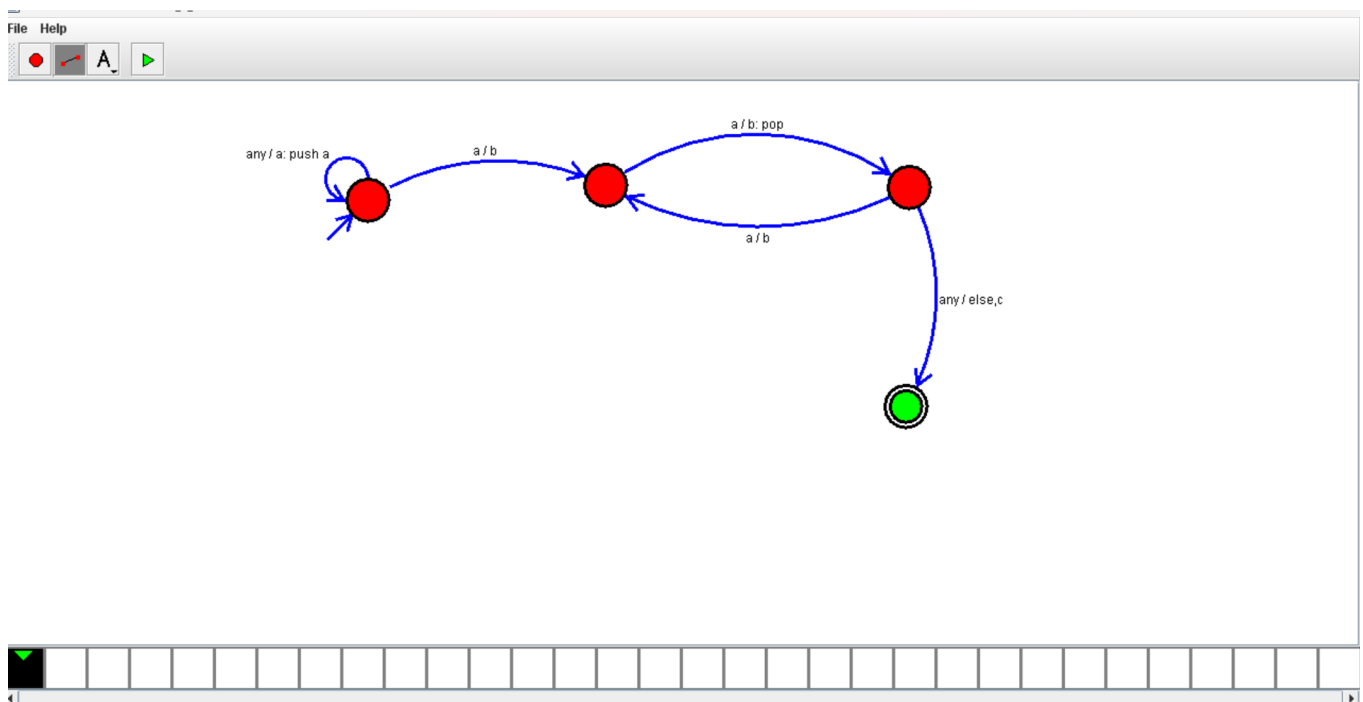 File Help
A
any / a: push a
a / b
a / b: pop
a / b
any / else,c